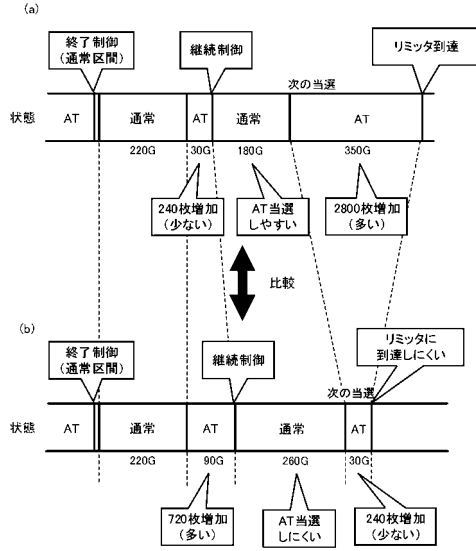 (a)
終了制御
(通常区間)
継続制御
リミッタ到達
次の当選
状態
AT
通常
AT
通常
AT
220G
30G
180G
350G
240枚増加
(少ない)
AT当選
しやすい
2800枚増加
(多い)
比較
(b)
終了制御
(通常区間)
継続制御
リミッタに
到達しにくい
次の当選
状態
AT
通常
AT
通常
AT
220G
90G
260G
30G
720枚増加
(多い)
AT当選
しにくい
240枚増加
(少ない)